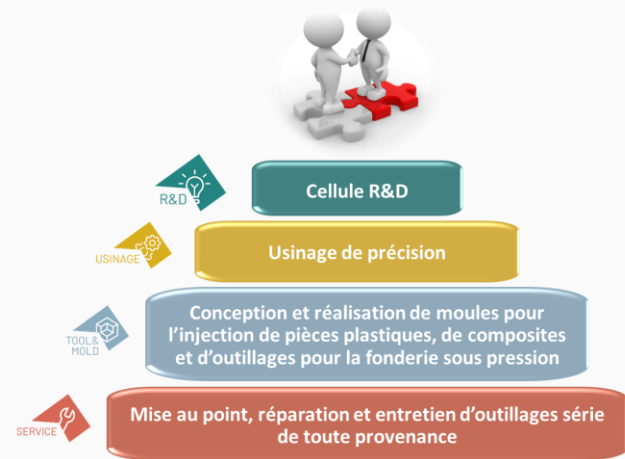 R&D
Cellule R&D
USINAGE
Usinage de précision
TOOL&
MOLD
Conception et réalisation de moules pour
l'injection de pièces plastiques, de composites
et d'outillages pour la fonderie sous pression
SERVICE
Mise au point, réparation et entretien d'outillages série
de toute provenance